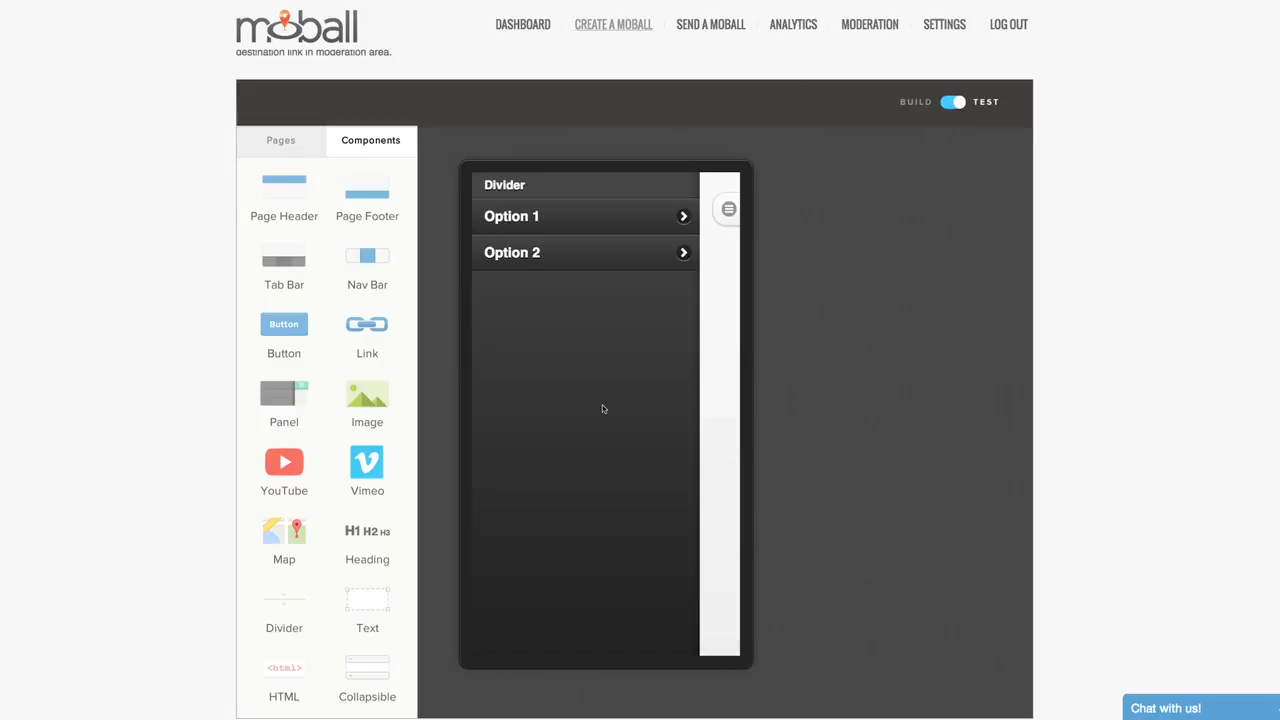 moball
destination link in moderation area.
DASHBOARD
CREATE A MOBALL
SEND A MOBALL
ANALYTICS
MODERATION
SETTINGS
LOG OUT
BUILD
TEST
Pages
Components
Page Header
Page Footer
Tab Bar
Nav Bar
Button
Button
Link
Panel
Image
YouTube
Vimeo
Map
H1 H2 H3
Heading
Divider
Text
<html>
HTML
Collapsible
Divider
Option 1
Option 2
Chat with us!